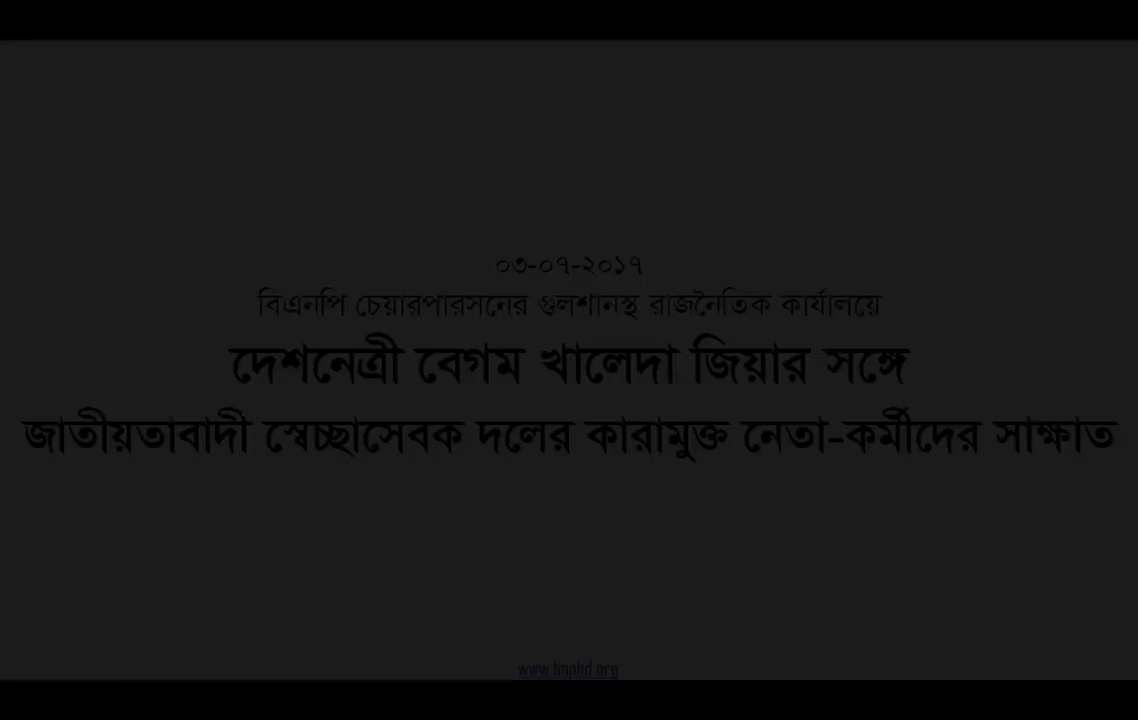 ০৩-০৭-২০১৭
বিএনপি চেয়ারপারসনের গুলশানস্থ রাজনৈতিক কার্যালয়ে
দেশনেত্রী বেগম খালেদা জিয়ার সঙ্গে
জাতীয়তাবাদী স্বেচ্ছাসেবক দলের কারামুক্ত নেতা-কর্মীদের সাক্ষাত
www.bnpbd.org